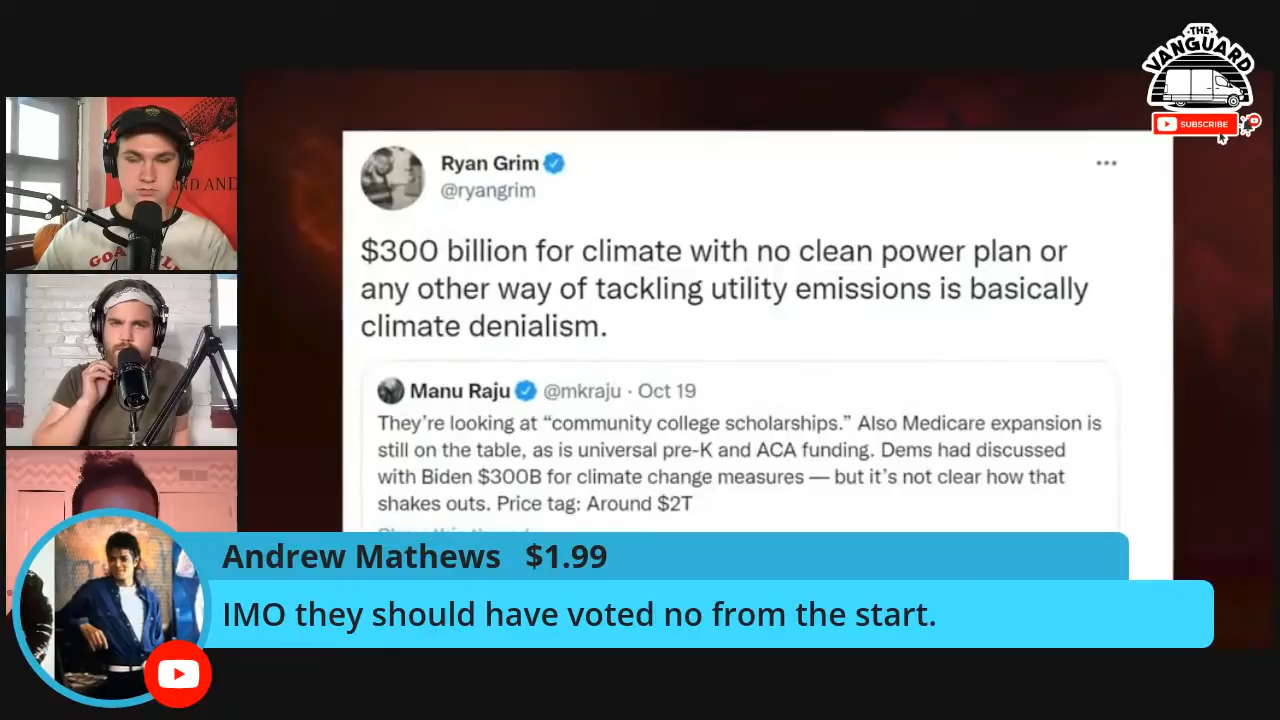 THE
VANGUARD
SUBSCRIBE
Ryan Grim
@ryangrim
$300 billion for climate with no clean power plan or
any other way of tackling utility emissions is basically
climate denialism.
Manu Raju @mkraju · Oct 19
They're looking at “community college scholarships.” Also Medicare expansion is
still on the table, as is universal pre-K and ACA funding. Dems had discussed
with Biden $300B for climate change measures — but it's not clear how that
shakes outs. Price tag: Around $2T
Andrew Mathews $1.99
IMO they should have voted no from the start.